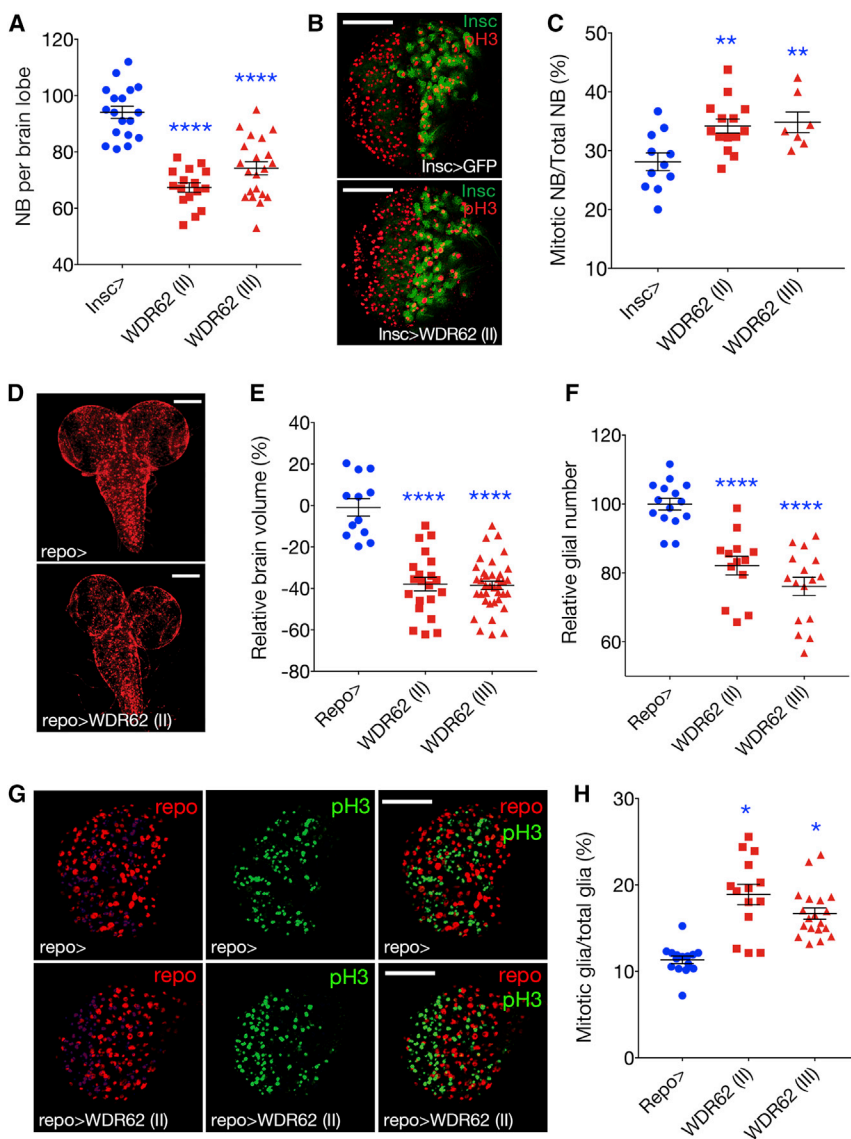 A
NB per brain lobe
120
100
80
60
40
****
****
Insc>
WDR62 (II)
WDR62 (III)
B
Insc
pH3
Insc>GFP
Insc
pH3
Insc>WDR62 (II)
C
Mitotic NB/Total NB (%)
50
40
30
20
10
**
**
Insc>
WDR62 (II)
WDR62 (III)
D
repo>
repo>WDR62 (II)
E
Relative brain volume (%)
40
20
0
-20
-40
-60
-80
****
****
Repo>
WDR62 (II)
WDR62 (III)
F
Relative glial number
120
100
80
60
****
****
Repo>
WDR62 (II)
WDR62 (III)
G
repo
repo>
pH3
repo>
repo
pH3
repo>
repo
repo>WDR62 (II)
pH3
repo>WDR62 (II)
repo
pH3
repo>WDR62 (II)
H
Mitotic glia/total glia (%)
30
20
10
0
*
*
Repo>
WDR62 (II)
WDR62 (III)